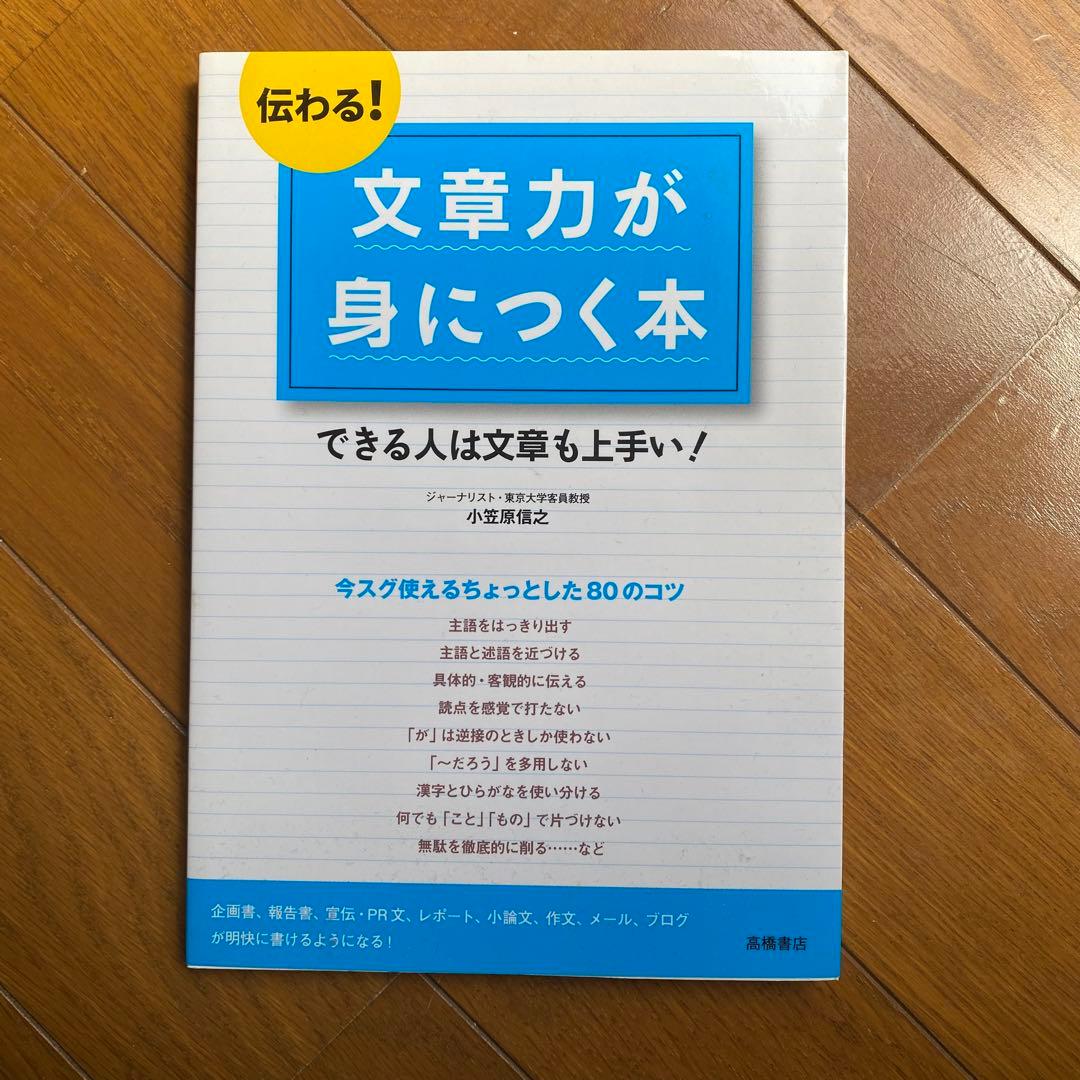 伝わる!
文章力が
身につく本
できる人は文章も上手い!
ジャーナリスト・東京大学客員教授
小笠原信之
今スグ使えるちょっとした80のコツ
主語をはっきり出す
主語と述語を近づける
具体的・客観的に伝える
読点を感覚で打たない
「が」は逆接のときしか使わない
「〜だろう」を多用しない
漢字とひらがなを使い分ける
何でも「こと」「もの」で片づけない
無駄を徹底的に削る……など
企画書、報告書、宣伝・PR文、レポート、小論文、作文、メール、ブログ
が明快に書けるようになる!
高橋書店